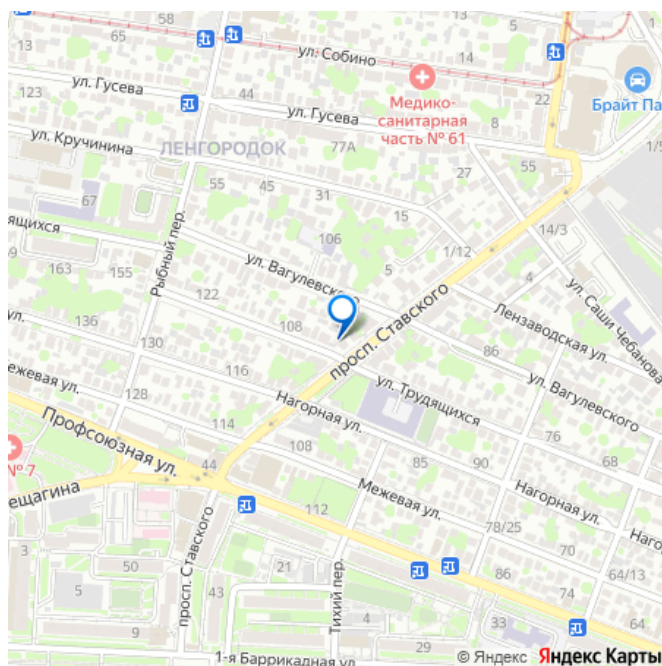 65
58
ул. Собино
123
ул. Гусева
44
ул. Гусева
Медико-
санитарная
часть № 61
22
Брайт Па
ул. Кручинина
ЛЕНГОРОДОК
77А
1/5
67
55
45
31
27
55
15
ящихся
Рыбный пер.
106
1/12
14/3
163
155
ул. Вагулевского
5
ул. Саши Чебанова
122
просп. Ставского
Лензаводская ул.
136
ул.
130
108
86
116
ул. Трудящихся
ул. Вагулевского
ежевая ул.
128
Нагорная ул.
114
76
Профсоюзная ул.
108
85
90
68
№ 7
44
Межевая ул.
Нагорная ул.
ещагина
112
78/25
Нагор
3
50
просп. Ставского
21
Тихий пер.
70
5
43
86
74
64/13
4
9
33
64
29
1-я Баррикадная ул.
© Яндекс Яндекс Карты